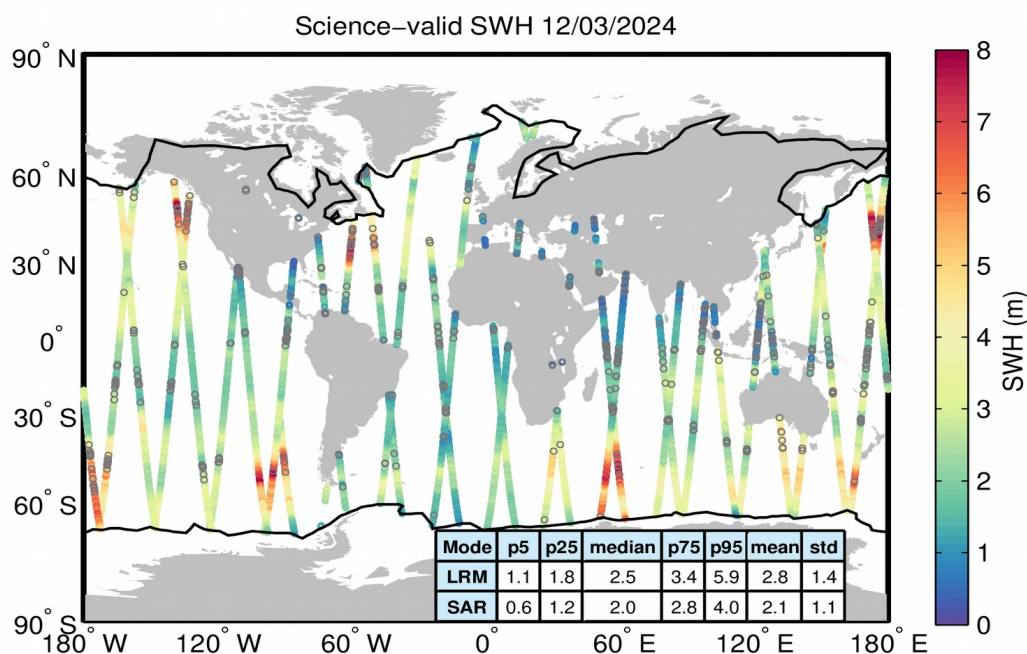 Science−valid SWH 12/03/2024
90° N
60° N
30° N
0°
30° S
60° S
90° S
180° W
120° W
60° W
0°
60° E
120° E
180° E
8
7
6
5
4
3
2
1
0
SWH (m)
Mode p5 p25 median p75 p95 mean std
LRM 1.1 1.8 2.5 3.4 5.9 2.8 1.4
SAR 0.6 1.2 2.0 2.8 4.0 2.1 1.1